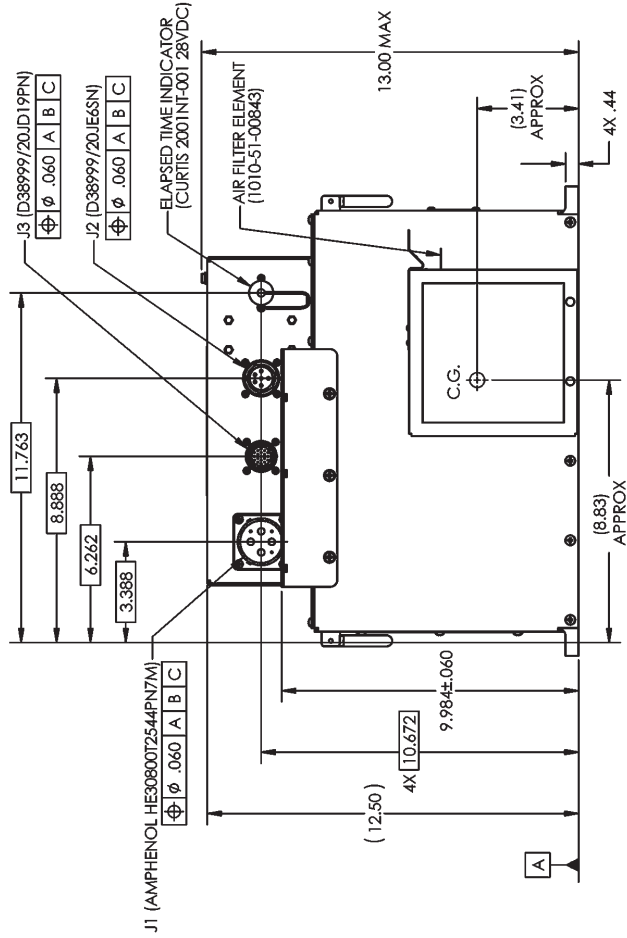 J3 (D38999/20JD19PN)
⌖ ⌀ .060 A B C
J2 (D38999/20JE6SN)
⌖ ⌀ .060 A B C
ELAPSED TIME INDICATOR
(CURTIS 2001NT-001 28VDC)
AIR FILTER ELEMENT
(1010-51-00843)
11.763
8.888
6.262
3.388
J1 (AMPHENOL HE30800T2544PN7M)
⌖ ⌀ .060 A B C
13.00 MAX
(3.41)
APPROX
4X .44
C.G.
(8.83)
APPROX
9.984±.060
4X 10.672
( 12.50 )
A